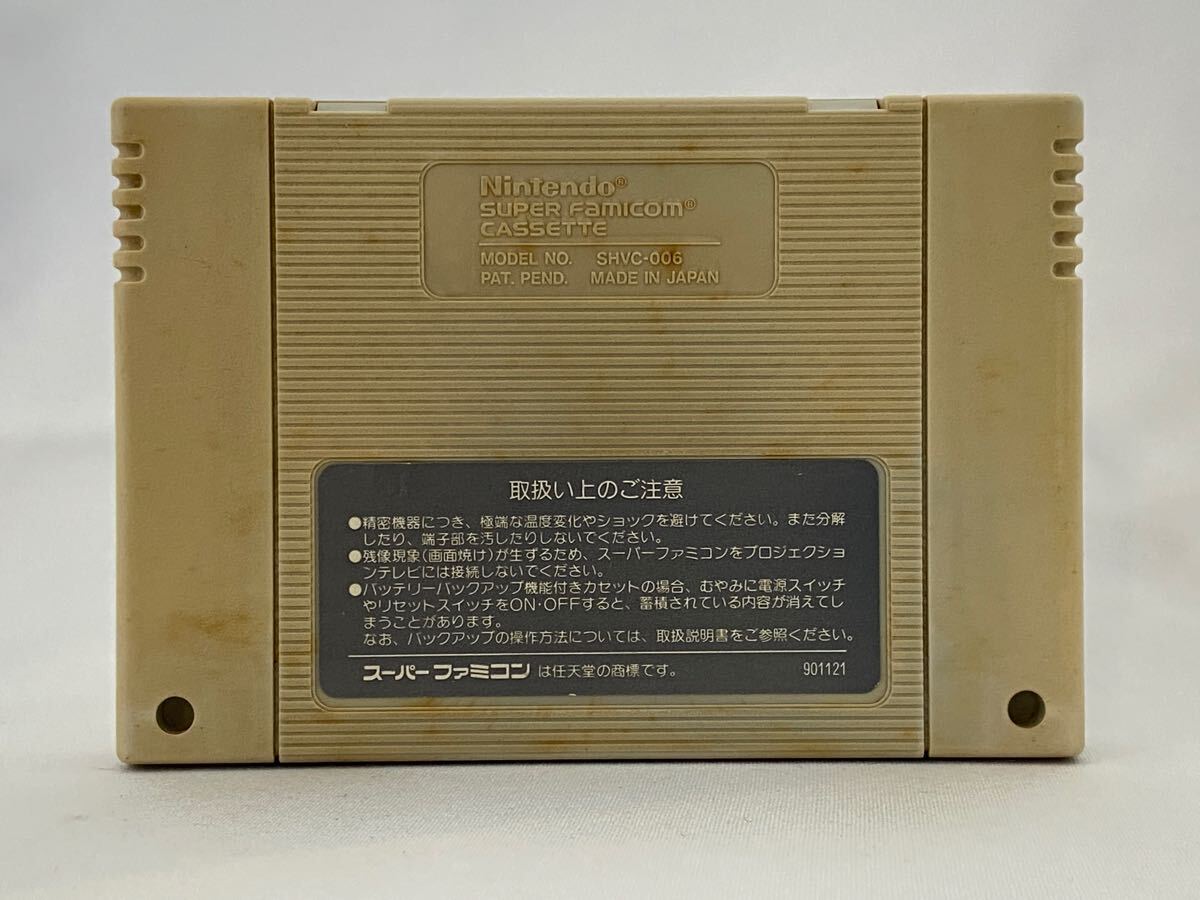 Nintendo®
SUPER FAMICOM®
CASSETTE
MODEL NO. SHVC-006
PAT. PEND. MADE IN JAPAN
取扱い上のご注意
●精密機器につき、極端な温度変化やショックを避けてください。また分解
したり、端子部を汚したりしないでください。
●残像現象(画面焼け)が生ずるため、スーパーファミコンをプロジェクショ
ンテレビには接続しないでください。
●バッテリーバックアップ機能付きカセットの場合、むやみに電源スイッチ
やリセットスイッチをON・OFFすると、蓄積されている内容が消えてし
まうことがあります。
なお、バックアップの操作方法については、取扱説明書をご参照ください。
スーパーファミコンは任天堂の商標です。 901121